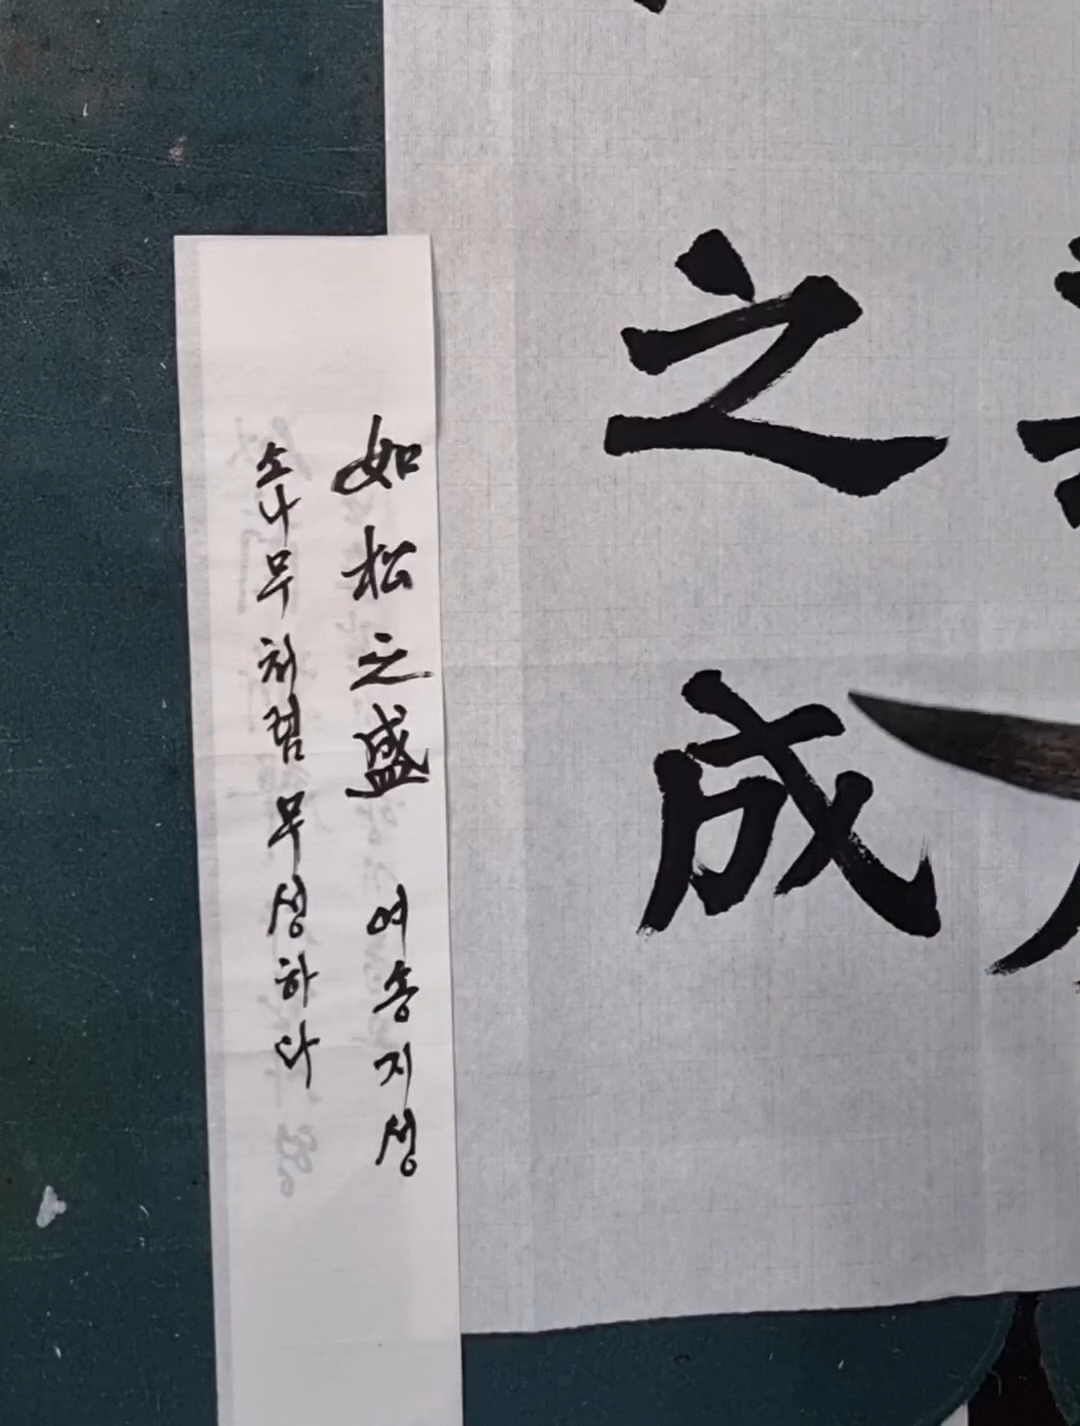 之成
如松之盛 여송지성
소나무처럼 무성하다